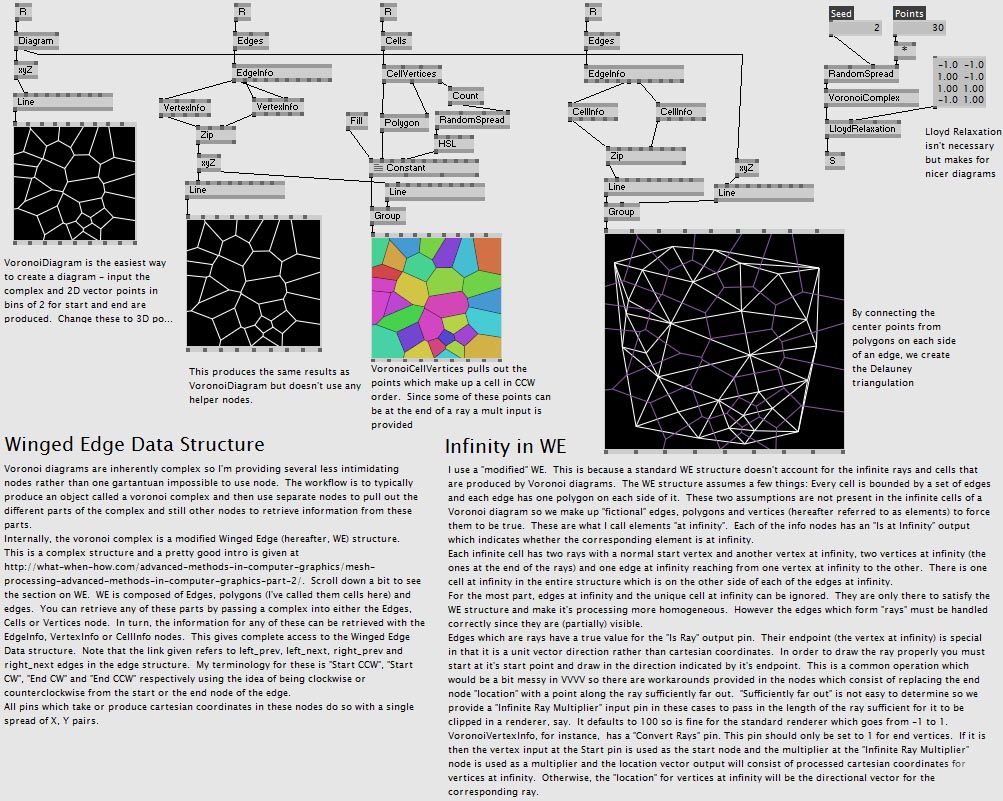 R
R
R
R
Seed
Points
2
30
Diagram
Edges
Cells
Edges
*
xyZ
EdgeInfo
CellVertices
EdgeInfo
RandomSpread
-1.0 -1.0
1.00 -1.0
1.00 1.00
-1.0 1.00
Line
VertexInfo
VertexInfo
Count
CellInfo
CellInfo
VoronoiComplex
Fill
Polygon
RandomSpread
LloydRelaxation
Zip
HSL
Zip
S
xyZ
Constant
xyZ
Line
Line
Line
Line
Group
Group
Lloyd Relaxation
isn't necessary
but makes for
nicer diagrams
VoronoiDiagram is the easiest way
to create a diagram - input the
complex and 2D vector points in
bins of 2 for start and end are
produced.  Change these to 3D po...
This produces the same results as
VoronoiDiagram but doesn't use any
helper nodes.
VoronoiCellVertices pulls out the
points which make up a cell in CCW
order.  Since some of these points can
be at the end of a ray a mult input is
provided
By connecting the
center points from
polygons on each side
of an edge, we create
the Delauney
triangulation
Winged Edge Data Structure
Voronoi diagrams are inherently complex so I'm providing several less intimidating
nodes rather than one gartantuan impossible to use node.  The workflow is to typically
produce an object called a voronoi complex and then use separate nodes to pull out the
different parts of the complex and still other nodes to retrieve information from these
parts.
Internally, the voronoi complex is a modified Winged Edge (hereafter, WE) structure.
This is a complex structure and a pretty good intro is given at
http://what-when-how.com/advanced-methods-in-computer-graphics/mesh-
processing-advanced-methods-in-computer-graphics-part-2/.  Scroll down a bit to see
the section on WE.  WE is composed of Edges, polygons (I've called them cells here) and
edges.  You can retrieve any of these parts by passing a complex into either the Edges,
Cells or Vertices node.  In turn, the information for any of these can be retrieved with the
EdgeInfo, VertexInfo or CellInfo nodes.  This gives complete access to the Winged Edge
Data structure.  Note that the link given refers to left_prev, left_next, right_prev and
right_next edges in the edge structure.  My terminology for these is "Start CCW", "Start
CW", "End CW" and "End CCW" respectively using the idea of being clockwise or
counterclockwise from the start or the end node of the edge.
All pins which take or produce cartesian coordinates in these nodes do so with a single
spread of X, Y pairs.
Infinity in WE
I use a "modified" WE.  This is because a standard WE structure doesn't account for the infinite rays and cells that
are produced by Voronoi diagrams.  The WE structure assumes a few things: Every cell is bounded by a set of edges
and each edge has one polygon on each side of it.  These two assumptions are not present in the infinite cells of a
Voronoi diagram so we make up "fictional" edges, polygons and vertices (hereafter referred to as elements) to force
them to be true.  These are what I call elements "at infinity".  Each of the info nodes has an "Is at Infinity" output
which indicates whether the corresponding element is at infinity.
Each infinite cell has two rays with a normal start vertex and another vertex at infinity, two vertices at infinity (the
ones at the end of the rays) and one edge at infinity reaching from one vertex at infinity to the other.  There is one
cell at infinity in the entire structure which is on the other side of each of the edges at infinity.
For the most part, edges at infinity and the unique cell at infinity can be ignored.  They are only there to satisfy the
WE structure and make it's processing more homogeneous.  However the edges which form "rays" must be handled
correctly since they are (partially) visible.
Edges which are rays have a true value for the "Is Ray" output pin.  Their endpoint (the vertex at infinity) is special
in that it is a unit vector direction rather than cartesian coordinates.  In order to draw the ray properly you must
start at it's start point and draw in the direction indicated by it's endpoint.  This is a common operation which
would be a bit messy in VVVV so there are workarounds provided in the nodes which consist of replacing the end
node "location" with a point along the ray sufficiently far out.  "Sufficiently far out" is not easy to determine so we
provide a "Infinite Ray Multiplier" input pin in these cases to pass in the length of the ray sufficient for it to be
clipped in a renderer, say.  It defaults to 100 so is fine for the standard renderer which goes from -1 to 1.
VoronoiVertexInfo, for instance,  has a "Convert Rays" pin. This pin should only be set to 1 for end vertices.  If it is
then the vertex input at the Start pin is used as the start node and the multiplier at the "Infinite Ray Multiplier"
node is used as a multiplier and the location vector output will consist of processed cartesian coordinates for
vertices at infinity.  Otherwise, the "location" for vertices at infinity will be the directional vector for the
corresponding ray.